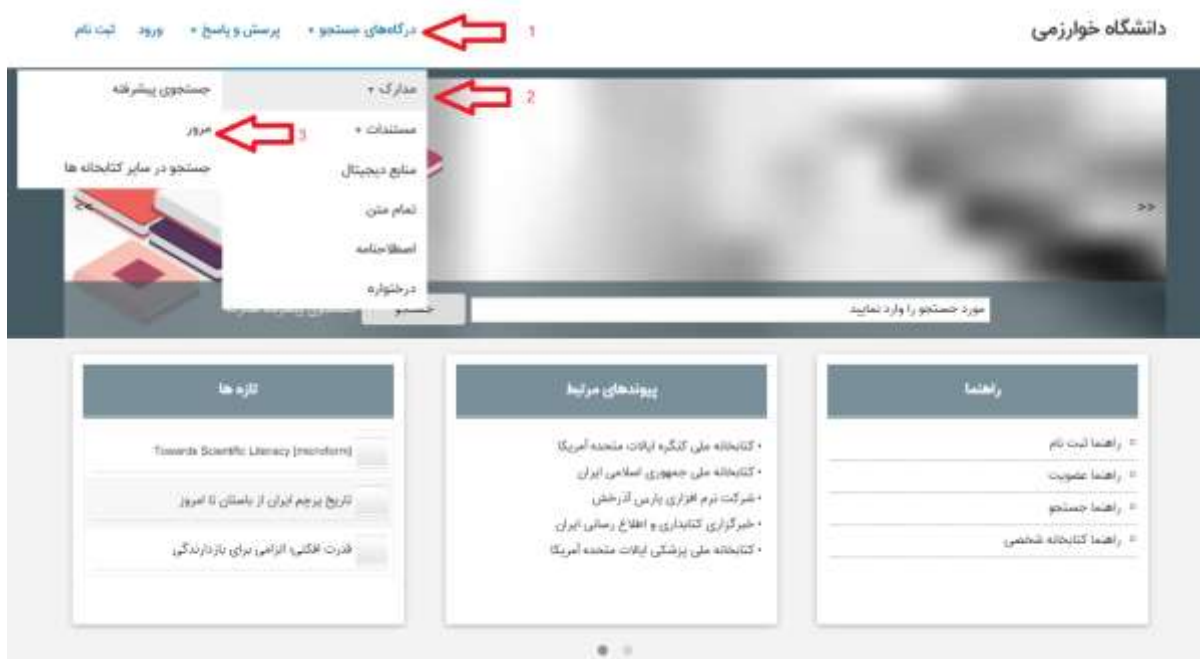 دانشگاه خوارزمی
درگاه‌های جستجو
پرسش و پاسخ
ورود
ثبت نام
1
مدارک
2
مستندات
منابع دیجیتال
تمام متن
اصطلاحنامه
درختواره
جستجوی پیشرفته
مرور
3
جستجو در سایر کتابخانه ها
>>
<<
مورد جستجو را وارد نمایید
جستجو
راهنما
راهنما ثبت نام
راهنما عضویت
راهنما جستجو
راهنما کتابخانه شخصی
پیوندهای مرتبط
• کتابخانه ملی کنگره ایالات متحده آمریکا
• کتابخانه ملی جمهوری اسلامی ایران
• شرکت نرم افزاری پارس آذرخش
• خبرگزاری کتابداری و اطلاع رسانی ایران
• کتابخانه ملی پزشکی ایالات متحده آمریکا
تازه ها
Towards Scientific Literacy [microform]
تاریخ پرچم ایران از باستان تا امروز
قدرت افکنی: الزامی برای بازدارندگی